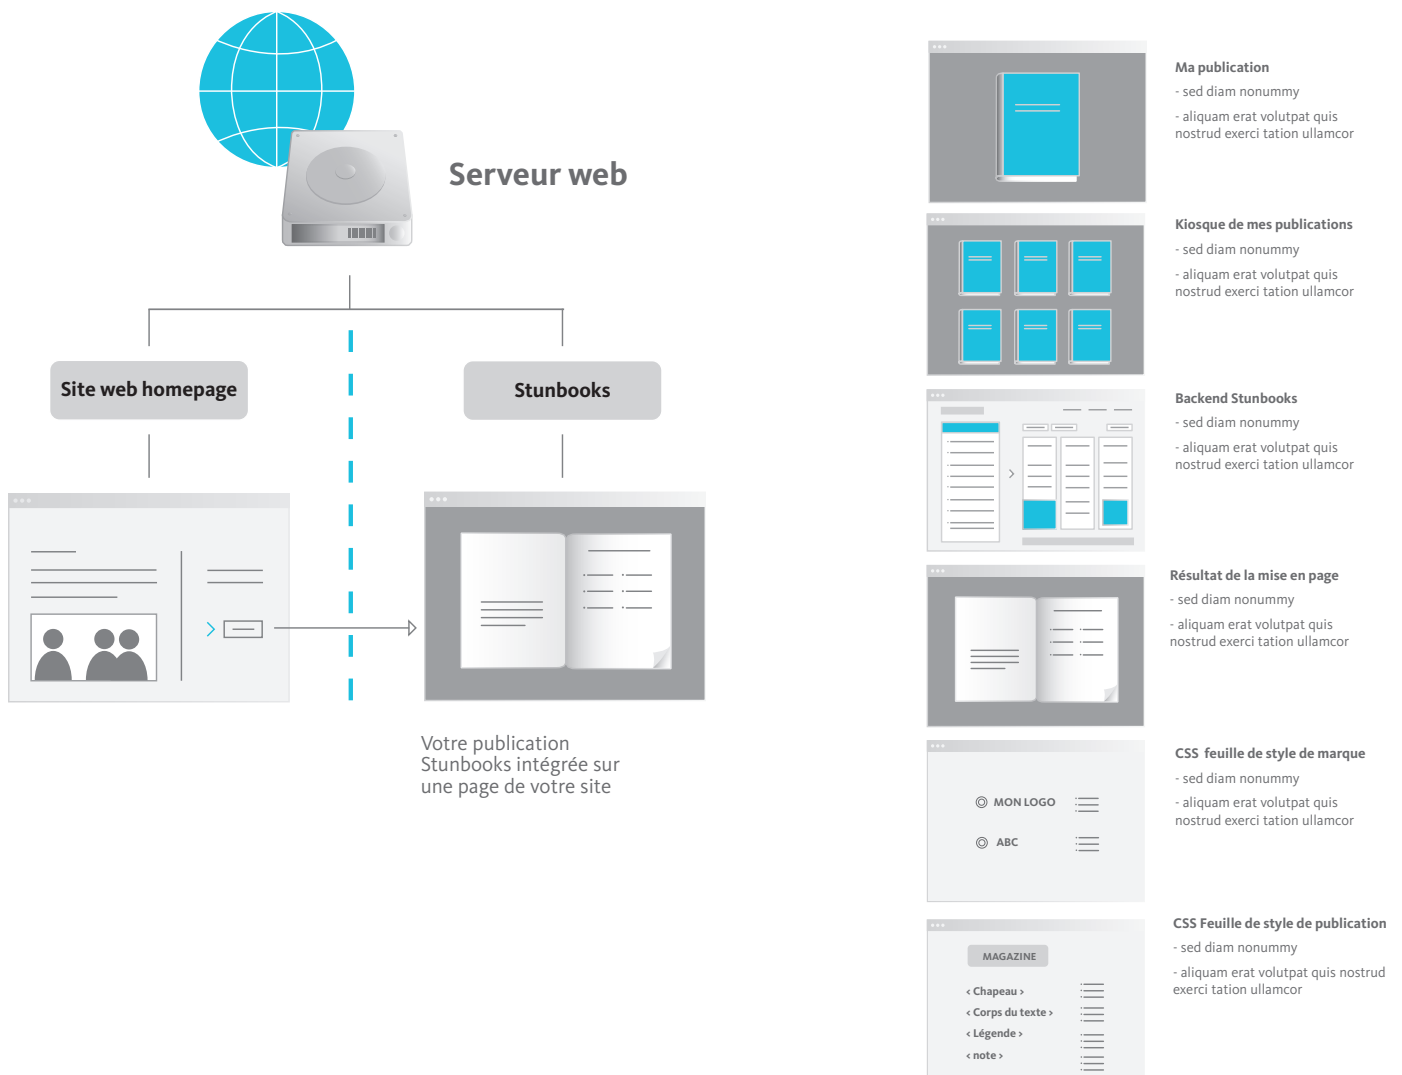 Serveur web
Site web homepage
Stunbooks
Votre publication
Stunbooks intégrée sur
une page de votre site
Ma publication
- sed diam nonummy
- aliquam erat volutpat quis
nostrud exerci tation ullamcor
Kiosque de mes publications
- sed diam nonummy
- aliquam erat volutpat quis
nostrud exerci tation ullamcor
Backend Stunbooks
- sed diam nonummy
- aliquam erat volutpat quis
nostrud exerci tation ullamcor
Résultat de la mise en page
- sed diam nonummy
- aliquam erat volutpat quis
nostrud exerci tation ullamcor
CSS feuille de style de marque
- sed diam nonummy
- aliquam erat volutpat quis
nostrud exerci tation ullamcor
MON LOGO
ABC
CSS Feuille de style de publication
- sed diam nonummy
- aliquam erat volutpat quis nostrud
exerci tation ullamcor
MAGAZINE
‹ Chapeau ›
‹ Corps du texte ›
‹ Légende ›
‹ note ›